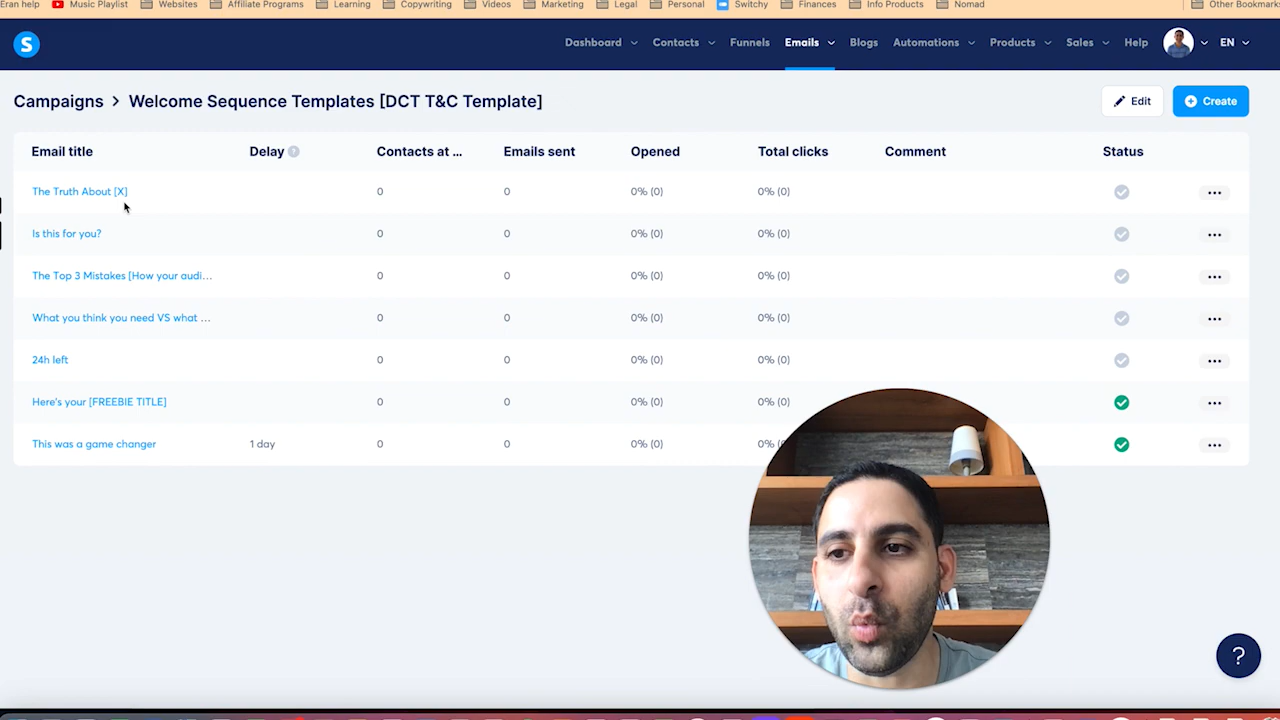 Eran help Music Playlist Websites Affiliate Programs Learning Copywriting Videos Marketing Legal Personal Switchy Finances Info Products Nomad Other Bookmarks
S Dashboard Contacts Funnels Emails Blogs Automations Products Sales Help EN
Campaigns > Welcome Sequence Templates [DCT T&C Template] Edit Create
Email title Delay ? Contacts at ... Emails sent Opened Total clicks Comment Status
The Truth About [X] 0 0 0% (0) 0% (0)
Is this for you? 0 0 0% (0) 0% (0)
The Top 3 Mistakes [How your audi... 0 0 0% (0) 0% (0)
What you think you need VS what ... 0 0 0% (0) 0% (0)
24h left 0 0 0% (0) 0% (0)
Here's your [FREEBIE TITLE] 0 0 0% (0) 0% (0)
This was a game changer 1 day 0 0 0% (0) 0%
?